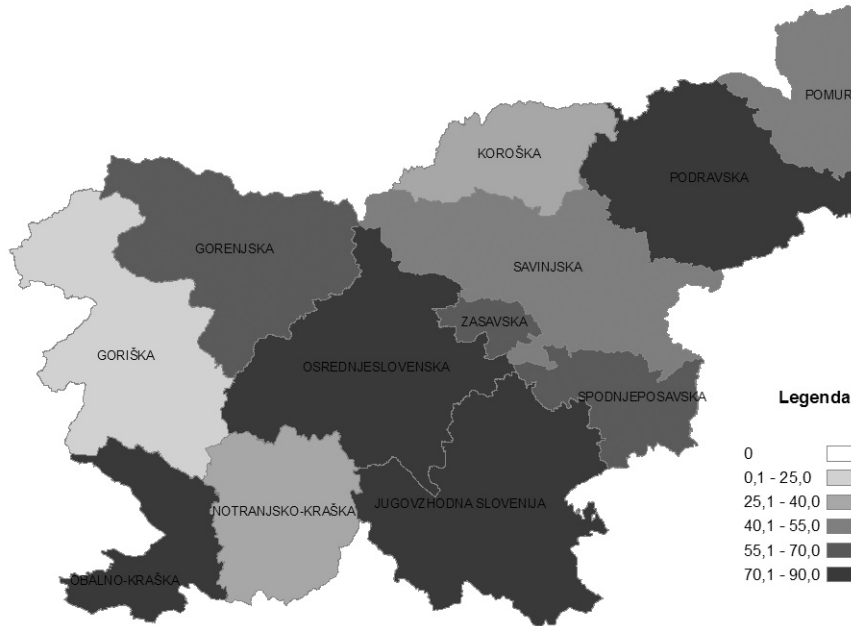 POMUR
KOROŠKA
PODRAVSKA
GORENJSKA
SAVINJSKA
ZASAVSKA
GORIŠKA
OSREDNJESLOVENSKA
SPODNJEPOSAVSKA
NOTRANJSKO-KRAŠKA
JUGOVZHODNA SLOVENIJA
OBALNO-KRAŠKA
Legenda
0
0,1 - 25,0
25,1 - 40,0
40,1 - 55,0
55,1 - 70,0
70,1 - 90,0